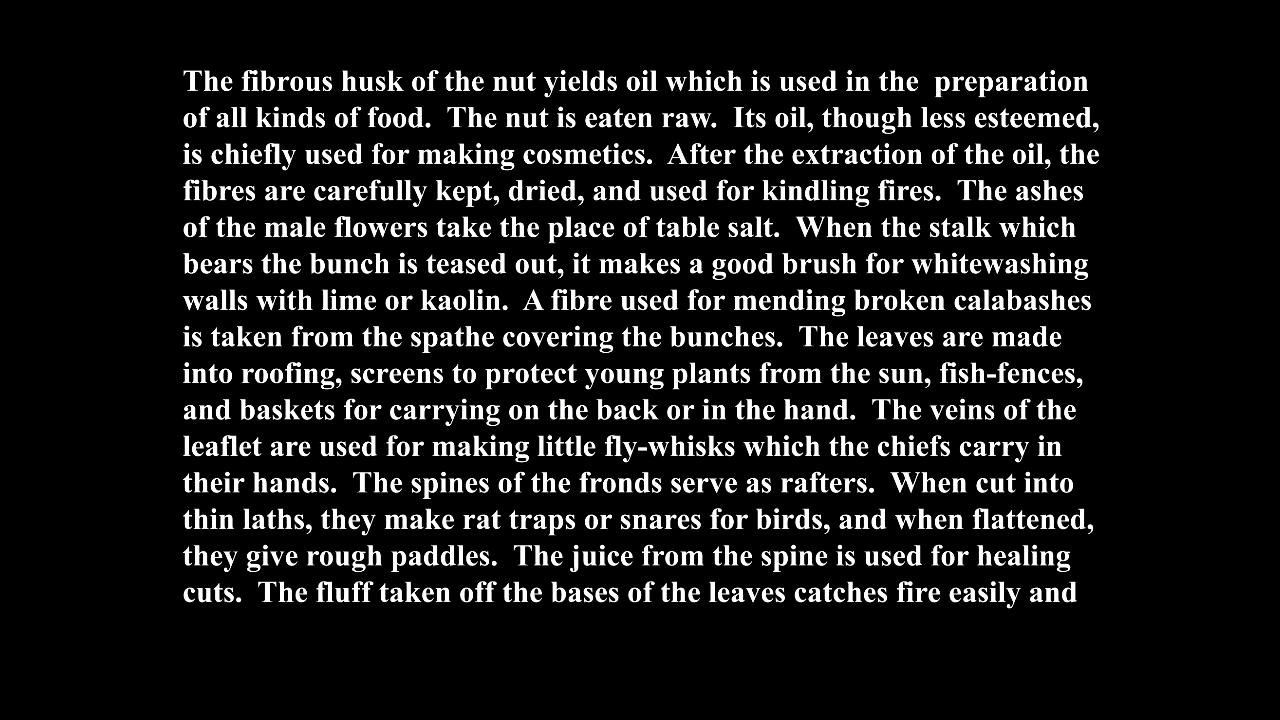 The fibrous husk of the nut yields oil which is used in the  preparation
of all kinds of food.  The nut is eaten raw.  Its oil, though less esteemed,
is chiefly used for making cosmetics.  After the extraction of the oil, the
fibres are carefully kept, dried, and used for kindling fires.  The ashes
of the male flowers take the place of table salt.  When the stalk which
bears the bunch is teased out, it makes a good brush for whitewashing
walls with lime or kaolin.  A fibre used for mending broken calabashes
is taken from the spathe covering the bunches.  The leaves are made
into roofing, screens to protect young plants from the sun, fish-fences,
and baskets for carrying on the back or in the hand.  The veins of the
leaflet are used for making little fly-whisks which the chiefs carry in
their hands.  The spines of the fronds serve as rafters.  When cut into
thin laths, they make rat traps or snares for birds, and when flattened,
they give rough paddles.  The juice from the spine is used for healing
cuts.  The fluff taken off the bases of the leaves catches fire easily and